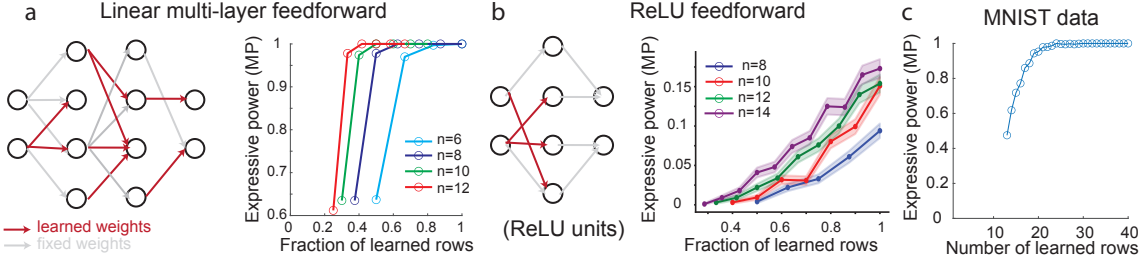 a
Linear multi-layer feedforward
learned weights
fixed weights
Expressive power (MP)
1
0.9
0.8
0.7
0.6
n=6
n=8
n=10
n=12
0 0.2 0.4 0.6 0.8 1
Fraction of learned rows
b
ReLU feedforward
(ReLU units)
Expressive power (MP)
0.15
0.1
0.05
0
n=8
n=10
n=12
n=14
0.4 0.6 0.8 1
Fraction of learned rows
c
MNIST data
Expressive power (MP)
1
0.8
0.6
0.4
0.2
0
10 20 30 40
Number of learned rows